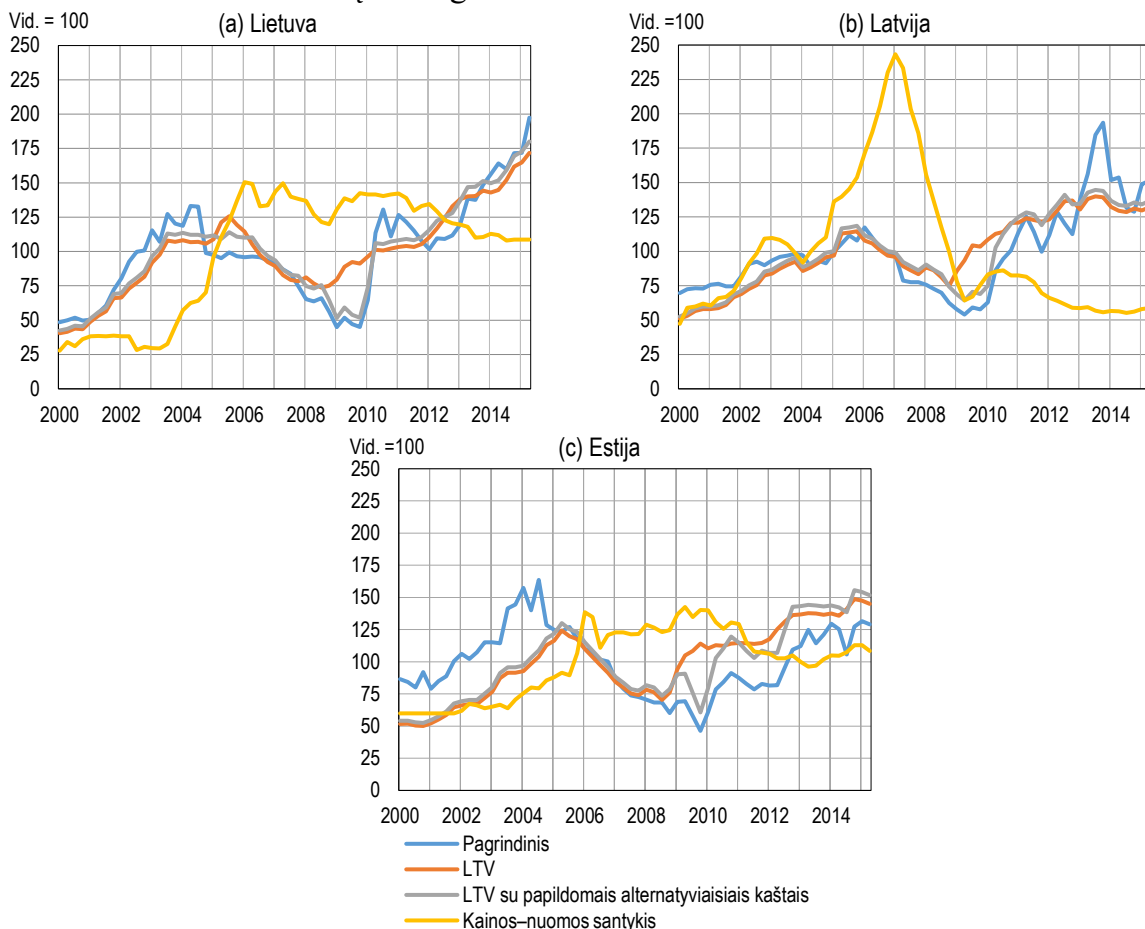 Vid. = 100
(a) Lietuva
250
225
200
175
150
125
100
75
50
25
0
2000 2002 2004 2006 2008 2010 2012 2014
Vid. =100
(b) Latvija
250
225
200
175
150
125
100
75
50
25
0
2000 2002 2004 2006 2008 2010 2012 2014
Vid. =100
(c) Estija
250
225
200
175
150
125
100
75
50
25
0
2000 2002 2004 2006 2008 2010 2012 2014
Pagrindinis
LTV
LTV su papildomais alternatyviaisiais kaštais
Kainos–nuomos santykis